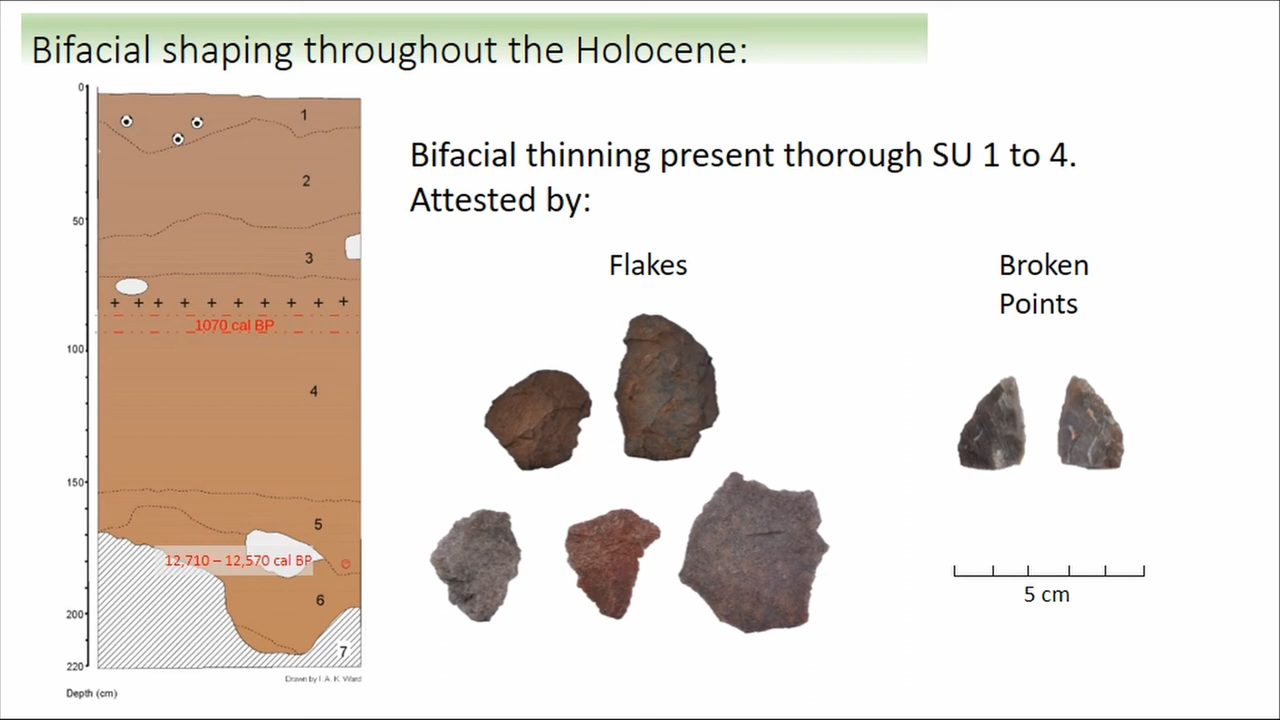 Bifacial shaping throughout the Holocene:
Bifacial thinning present thorough SU 1 to 4.
Attested by:
Flakes
Broken
Points
5 cm
0
50
100
150
200
220
Depth (cm)
1
2
3
1070 cal BP
4
5
12,710 – 12,570 cal BP
6
7
Drawn by I. A. K. Ward